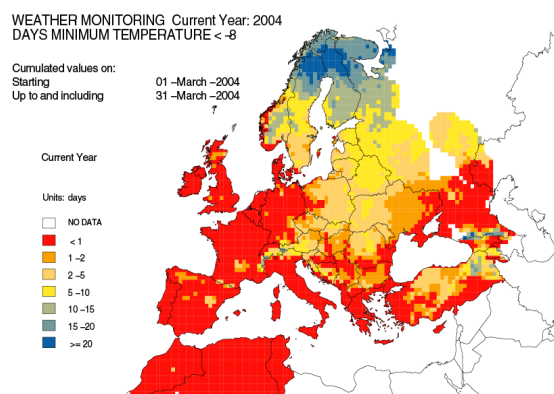 WEATHER MONITORING Current Year: 2004
DAYS MINIMUM TEMPERATURE < -8
Cumulated values on:
Starting 01 -March -2004
Up to and including 31 -March -2004
Current Year
Units: days
NO DATA
< 1
1 -2
2 -5
5 -10
10 -15
15 -20
>= 20